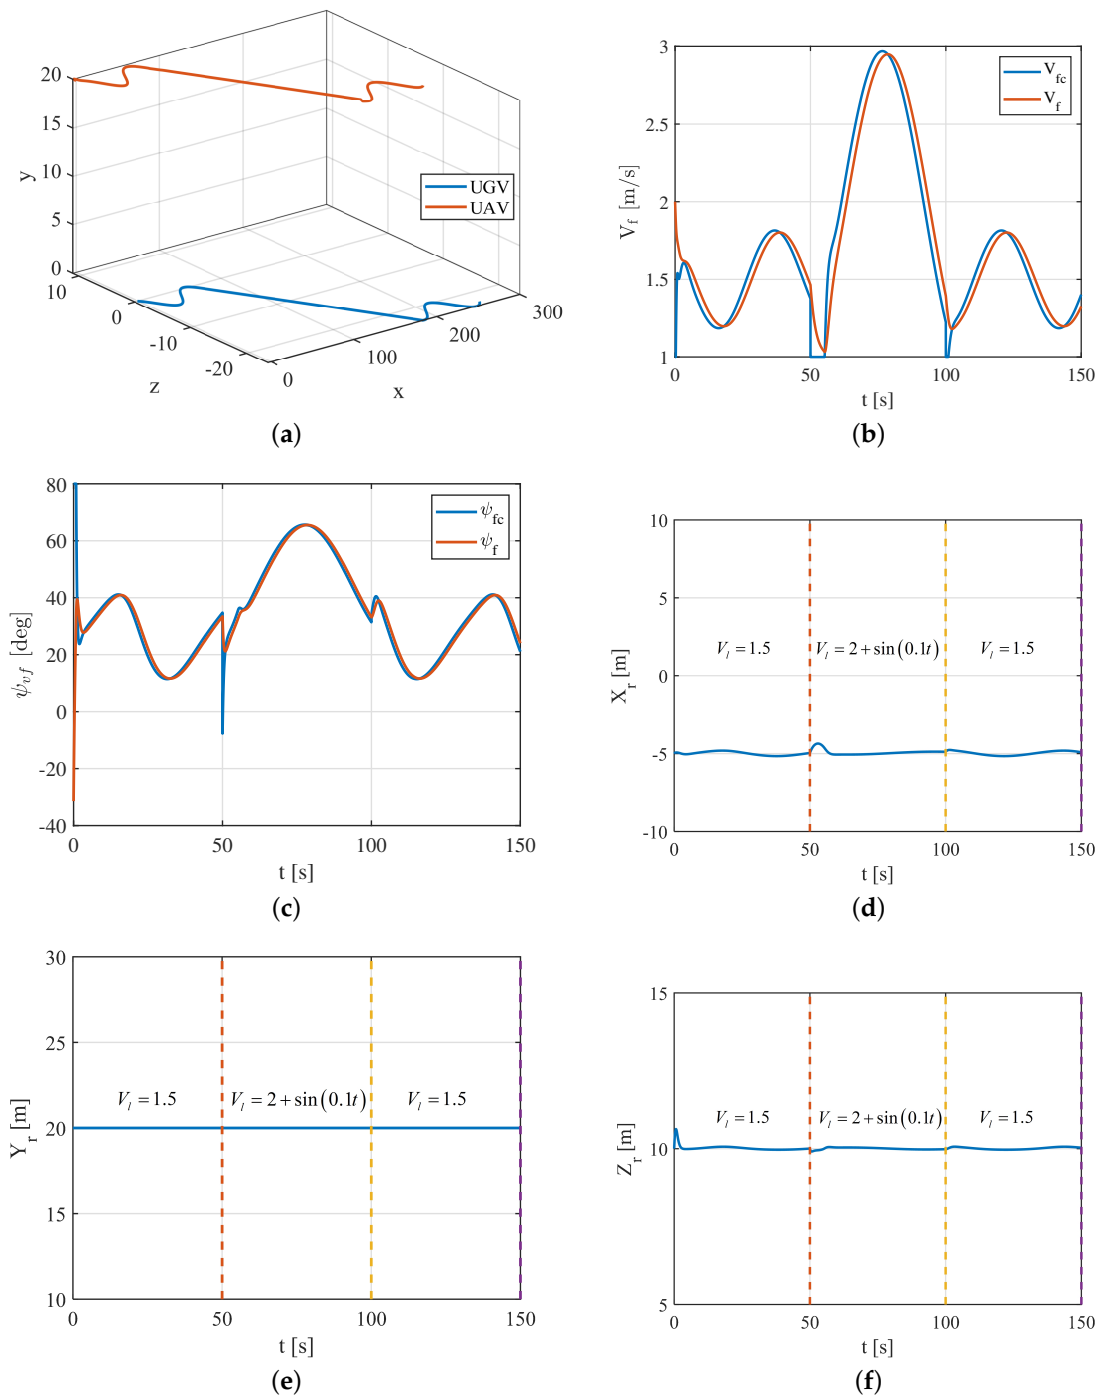 20
15
10
5
0
y
10
0
-10
-20
z
0
100
200
300
x
UGV
UAV
(a)
3
2.5
2
1.5
1
V_f [m/s]
0
50
100
150
t [s]
V_fc
V_f
(b)
80
60
40
20
0
-20
-40
ψ_vf [deg]
0
50
100
150
t [s]
ψ_fc
ψ_f
(c)
10
5
0
-5
-10
X_r [m]
V_l = 1.5
V_l = 2 + sin(0.1t)
V_l = 1.5
0
50
100
150
t [s]
(d)
30
25
20
15
10
Y_r [m]
V_l = 1.5
V_l = 2 + sin(0.1t)
V_l = 1.5
0
50
100
150
t [s]
(e)
15
10
5
Z_r [m]
V_l = 1.5
V_l = 2 + sin(0.1t)
V_l = 1.5
0
50
100
150
t [s]
(f)